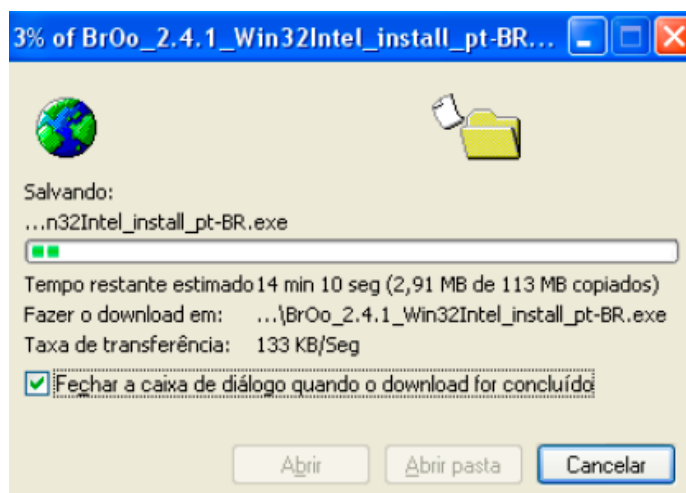 3% of BrOo_2.4.1_Win32Intel_install_pt-BR...
Salvando:
...n32Intel_install_pt-BR.exe
Tempo restante estimado 14 min 10 seg (2,91 MB de 113 MB copiados)
Fazer o download em: ...\BrOo_2.4.1_Win32Intel_install_pt-BR.exe
Taxa de transferência: 133 KB/Seg
Fechar a caixa de diálogo quando o download for concluído
Abrir Abrir pasta Cancelar